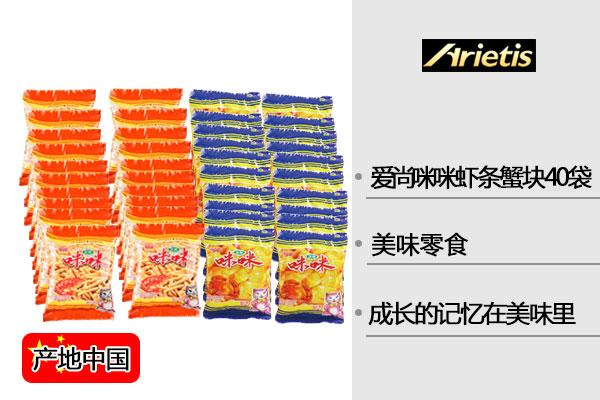 Arietis
爱尚咪咪虾条蟹块40袋
美味零食
成长的记忆在美味里
咪咪
咪咪
咪咪
咪咪
产地中国